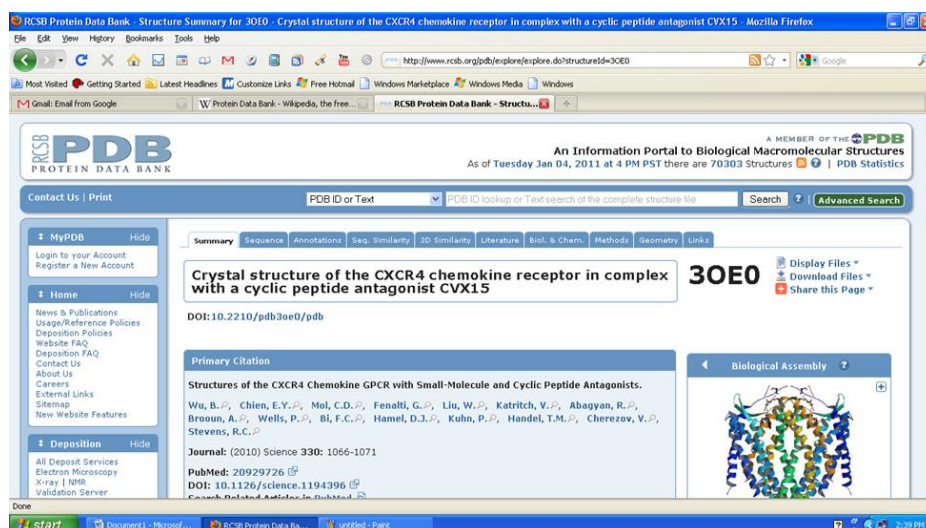 RCSB Protein Data Bank - Structure Summary for 3OE0 - Crystal structure of the CXCR4 chemokine receptor in complex with a cyclic peptide antagonist CVX15 - Mozilla Firefox
File Edit View History Bookmarks Tools Help
http://www.rcsb.org/pdb/explore/explore.do?structureId=3OE0
Google
Most Visited Getting Started Latest Headlines Customize Links Free Hotmail Windows Marketplace Windows Media Windows
Gmail: Email from Google
Protein Data Bank - Wikipedia, the free...
RCSB Protein Data Bank - Structu...
RCSB PDB
PROTEIN DATA BANK
A MEMBER OF THE PDB
An Information Portal to Biological Macromolecular Structures
As of Tuesday Jan 04, 2011 at 4 PM PST there are 70303 Structures | PDB Statistics
Contact Us | Print
PDB ID or Text
PDB ID lookup or Text search of the complete structure file
Search
Advanced Search
MyPDB Hide
Login to your Account
Register a New Account
Home Hide
News & Publications
Usage/Reference Policies
Deposition Policies
Website FAQ
Deposition FAQ
Contact Us
About Us
Careers
External Links
Sitemap
New Website Features
Deposition Hide
All Deposit Services
Electron Microscopy
X-ray | NMR
Validation Server
Summary Sequence Annotations Seq. Similarity 3D Similarity Literature Biol. & Chem. Methods Geometry Links
Crystal structure of the CXCR4 chemokine receptor in complex
with a cyclic peptide antagonist CVX15
3OE0
Display Files
Download Files
Share this Page
DOI:10.2210/pdb3oe0/pdb
Primary Citation
Structures of the CXCR4 Chemokine GPCR with Small-Molecule and Cyclic Peptide Antagonists.
Wu, B., Chien, E.Y., Mol, C.D., Fenalti, G., Liu, W., Katritch, V., Abagyan, R.,
Brooun, A., Wells, P., Bi, F.C., Hamel, D.J., Kuhn, P., Handel, T.M., Cherezov, V.,
Stevens, R.C.
Journal: (2010) Science 330: 1066-1071
PubMed: 20929726
DOI: 10.1126/science.1194396
Search Related Articles in PubMed
Biological Assembly
Done
start
Document1 - Microsof...
RCSB Protein Data Ba...
untitled - Paint
2:39 PM